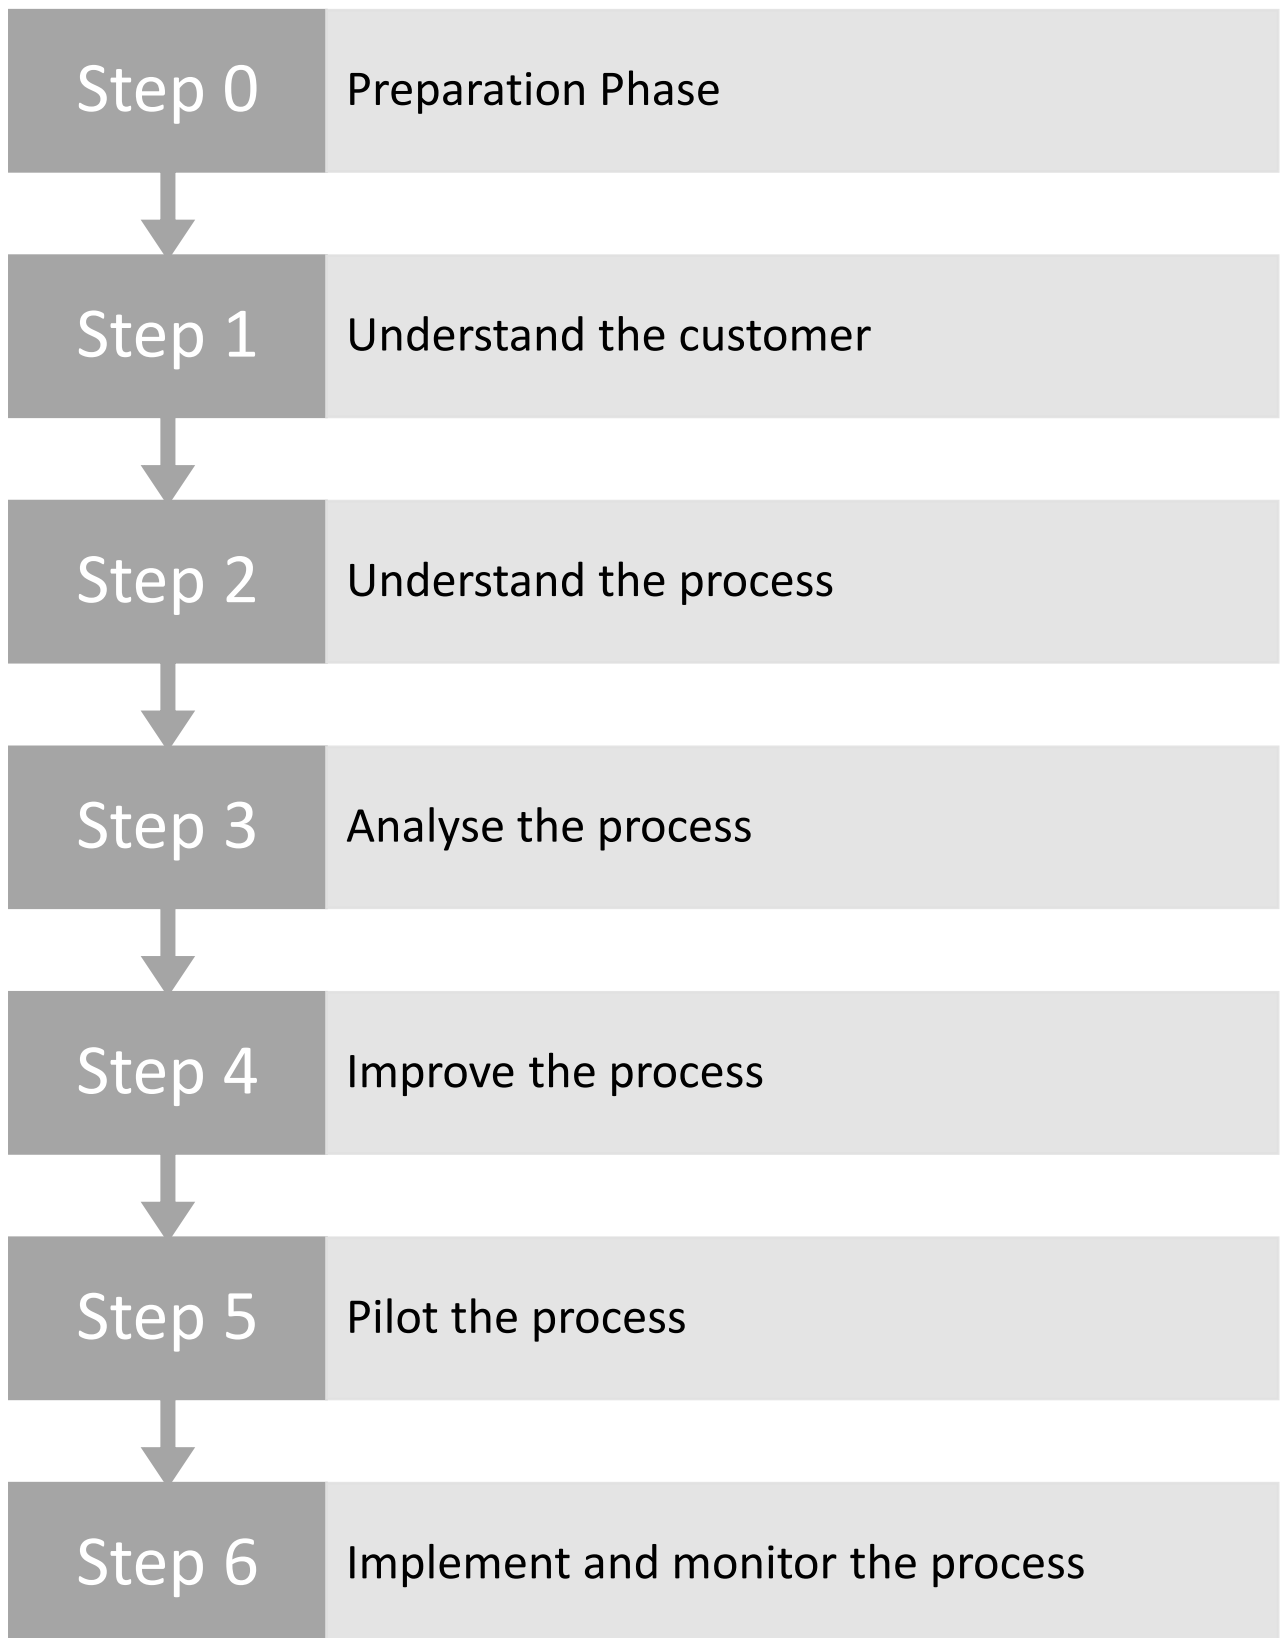 Step 0
Preparation Phase
Step 1
Understand the customer
Step 2
Understand the process
Step 3
Analyse the process
Step 4
Improve the process
Step 5
Pilot the process
Step 6
Implement and monitor the process